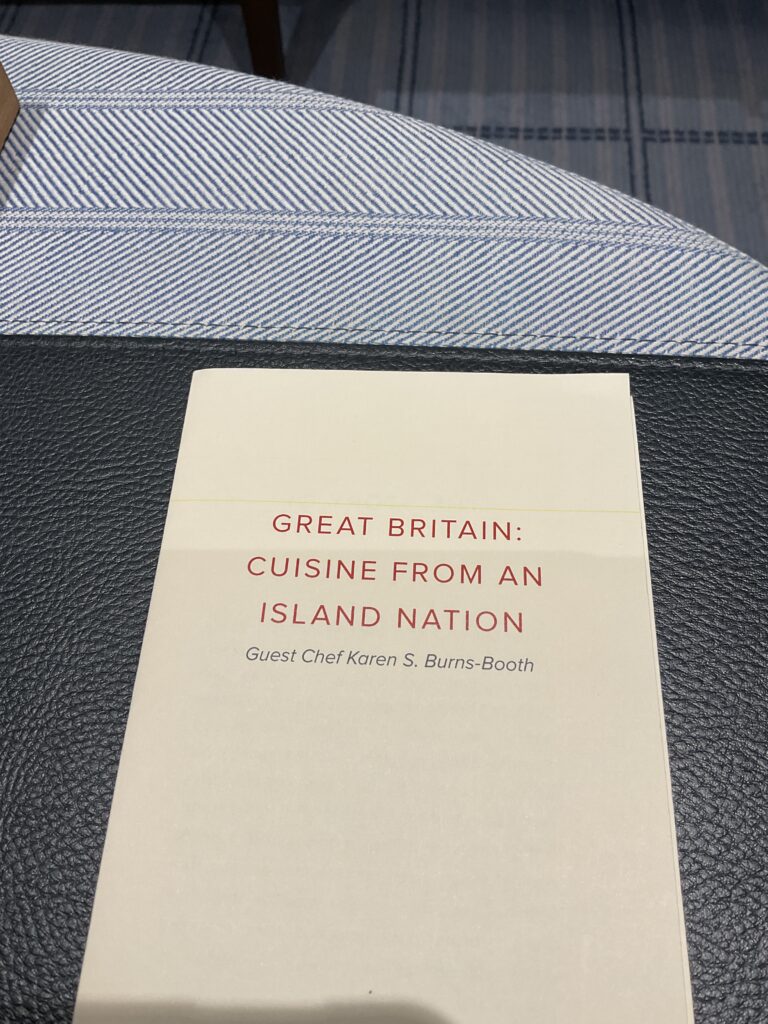 GREAT BRITAIN:
CUISINE FROM AN
ISLAND NATION
Guest Chef Karen S. Burns-Booth